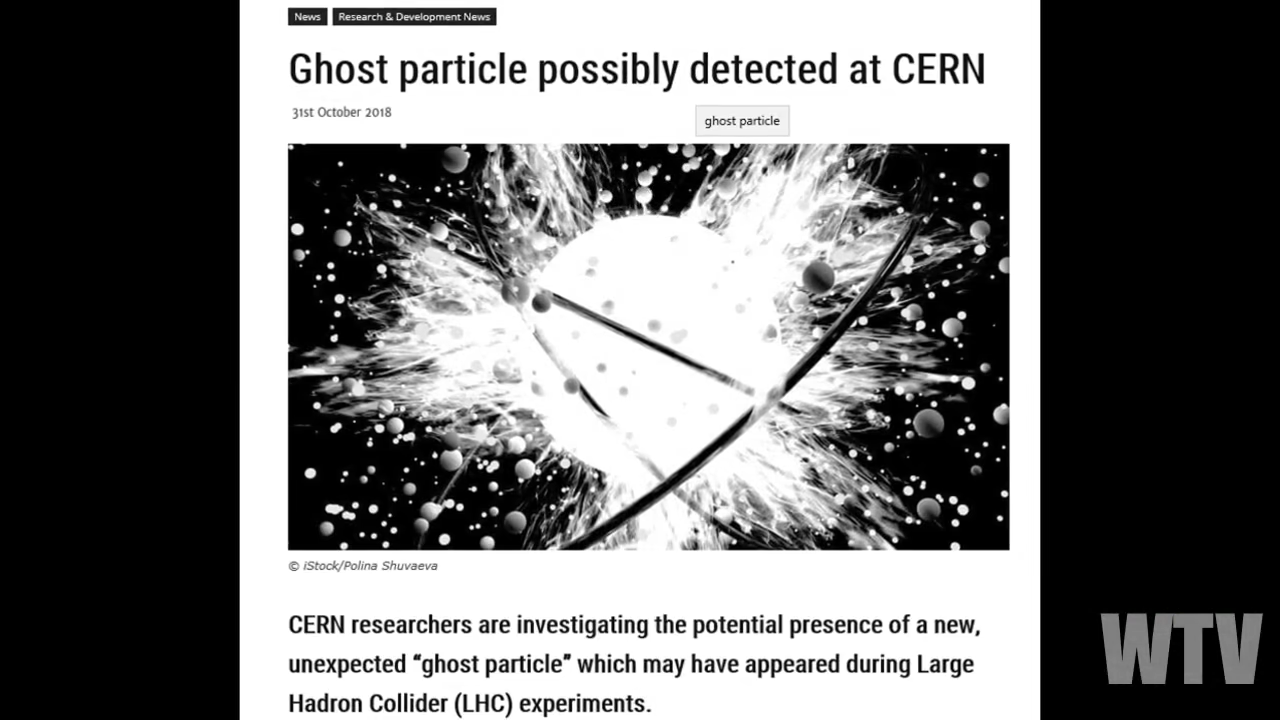 News Research & Development News
Ghost particle possibly detected at CERN
31st October 2018
ghost particle
© iStock/Polina Shuvaeva
CERN researchers are investigating the potential presence of a new,
unexpected “ghost particle” which may have appeared during Large
Hadron Collider (LHC) experiments.
WTV